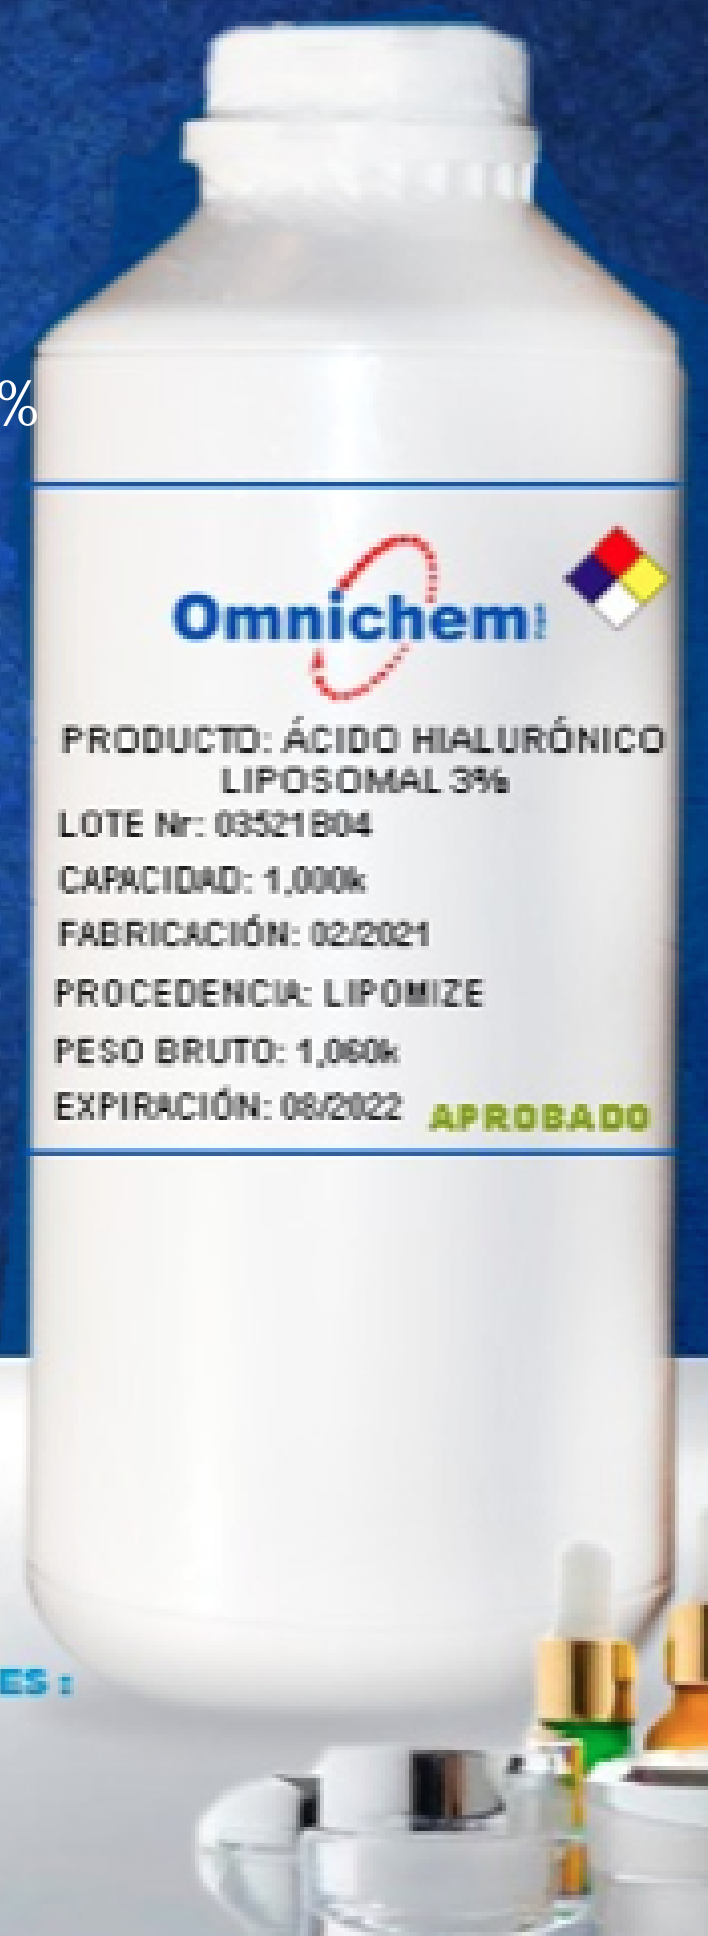 %
Omnichem
PRODUCTO: ÁCIDO HIALURÓNICO
LIPOSOMAL 3%
LOTE Nr: 03521B04
CAPACIDAD: 1,000k
FABRICACIÓN: 02/2021
PROCEDENCIA: LIPOMIZE
PESO BRUTO: 1,060k
EXPIRACIÓN: 08/2022 APROBADO
ES :